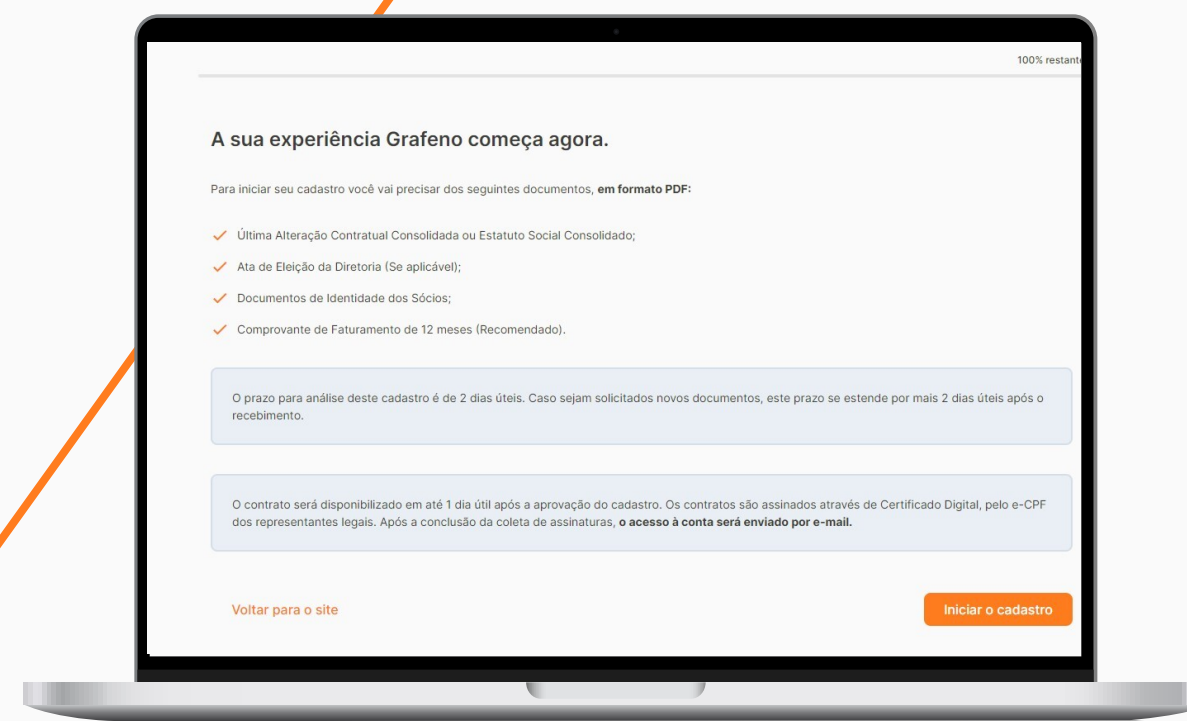 100% restante
A sua experiência Grafeno começa agora.
Para iniciar seu cadastro você vai precisar dos seguintes documentos, em formato PDF:
Última Alteração Contratual Consolidada ou Estatuto Social Consolidado;
Ata de Eleição da Diretoria (Se aplicável);
Documentos de Identidade dos Sócios;
Comprovante de Faturamento de 12 meses (Recomendado).
O prazo para análise deste cadastro é de 2 dias úteis. Caso sejam solicitados novos documentos, este prazo se estende por mais 2 dias úteis após o
recebimento.
O contrato será disponibilizado em até 1 dia útil após a aprovação do cadastro. Os contratos são assinados através de Certificado Digital, pelo e-CPF
dos representantes legais. Após a conclusão da coleta de assinaturas, o acesso à conta será enviado por e-mail.
Voltar para o site
Iniciar o cadastro